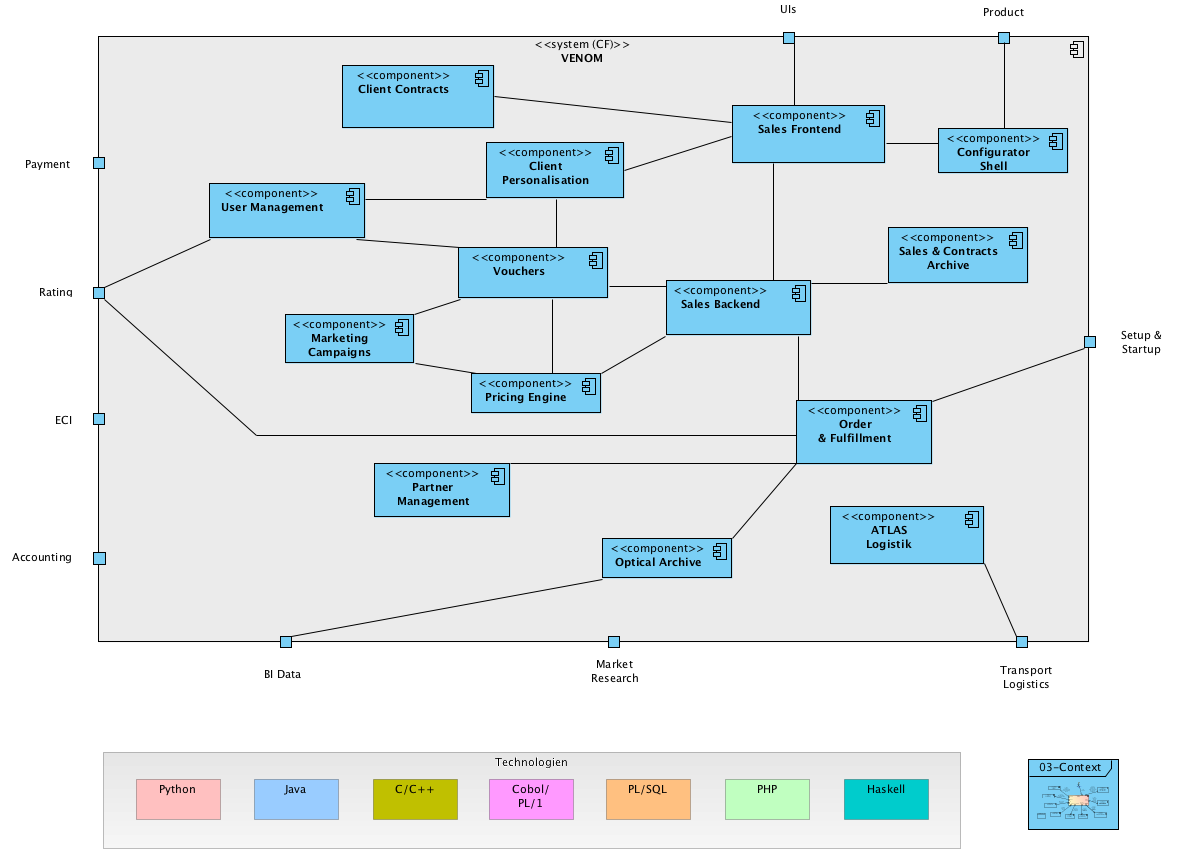 UIs
Product
<<system (CF)>>
VENOM
<<component>>
Client Contracts
<<component>>
Sales Frontend
<<component>>
Configurator
Shell
Payment
<<component>>
Client
Personalisation
<<component>>
User Management
<<component>>
Sales & Contracts
Archive
<<component>>
Vouchers
Rating
<<component>>
Sales Backend
<<component>>
Marketing
Campaigns
Setup &
Startup
<<component>>
Pricing Engine
ECI
<<component>>
Order
& Fulfillment
<<component>>
Partner
Management
<<component>>
ATLAS
Logistik
Accounting
<<component>>
Optical Archive
BI Data
Market
Research
Transport
Logistics
Technologien
Python
Java
C/C++
Cobol/
PL/1
PL/SQL
PHP
Haskell
03-Context